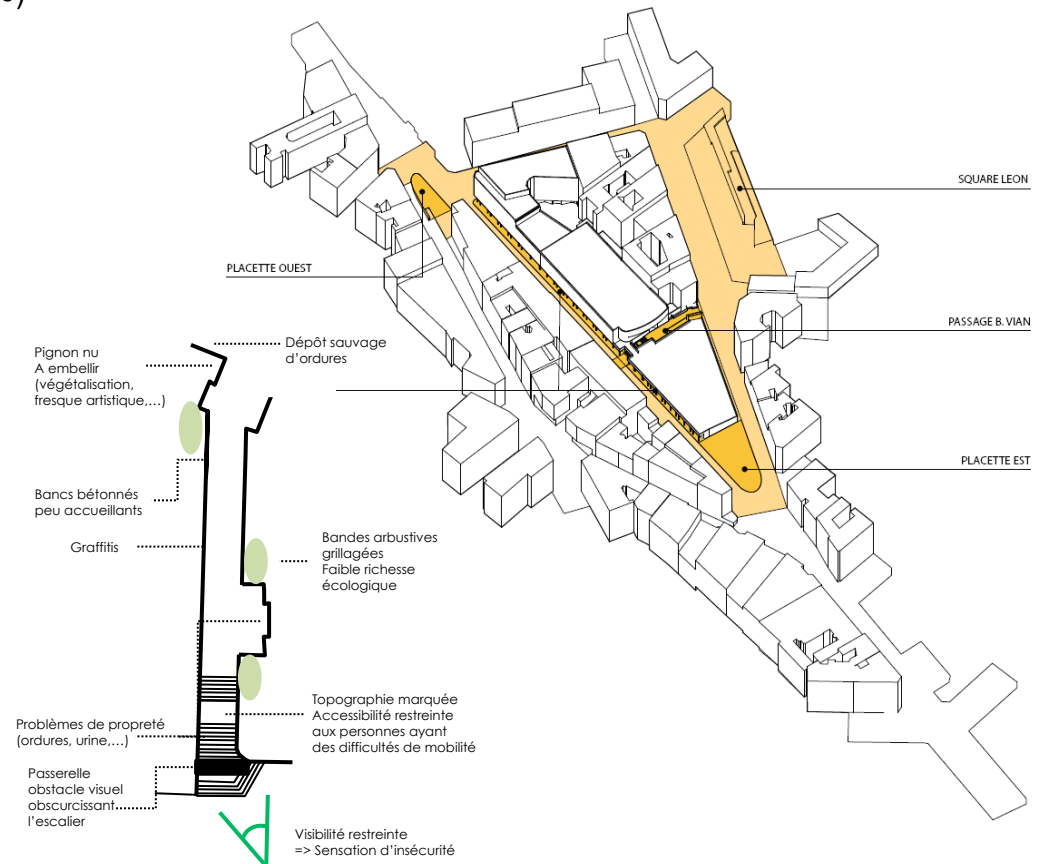 SQUARE LEON
PLACETTE OUEST
PASSAGE B. VIAN
PLACETTE EST
Dépôt sauvage
d'ordures
Pignon nu
A embellir
(végétalisation,
fresque artistique,...)
Bancs bétonnés
peu accueillants
Graffitis
Bandes arbustives
grillagées
Faible richesse
écologique
Topographie marquée
Accessibilité restreinte
aux personnes ayant
des difficultés de mobilité
Problèmes de propreté
(ordures, urine,...)
Passerelle
obstacle visuel
obscurcissant
l'escalier
Visibilité restreinte
=> Sensation d'insécurité